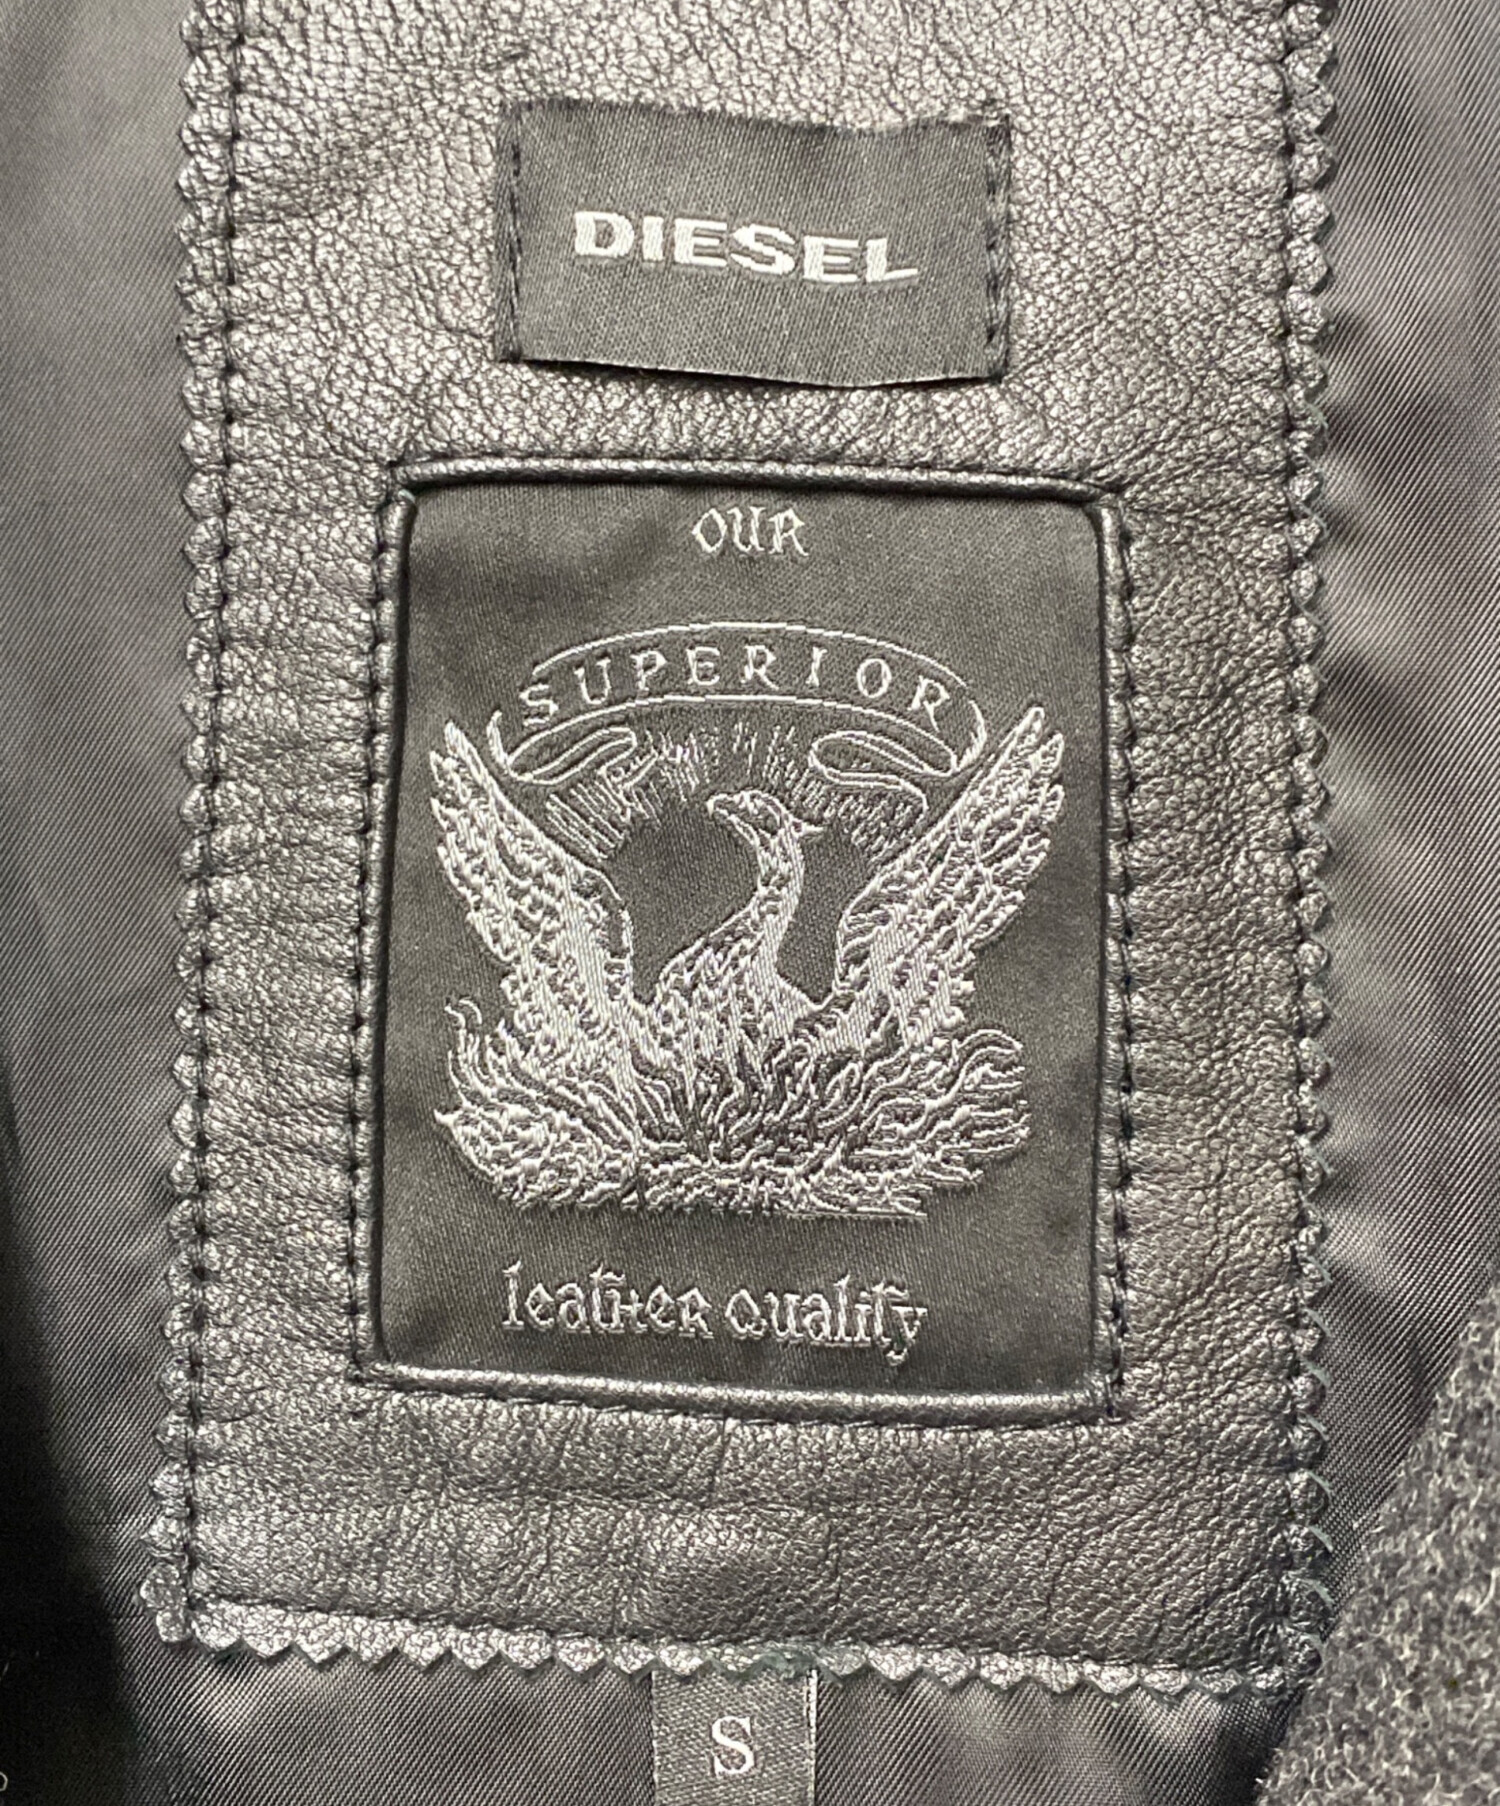 DIESEL
OUR
SUPERIOR
leather quality
S